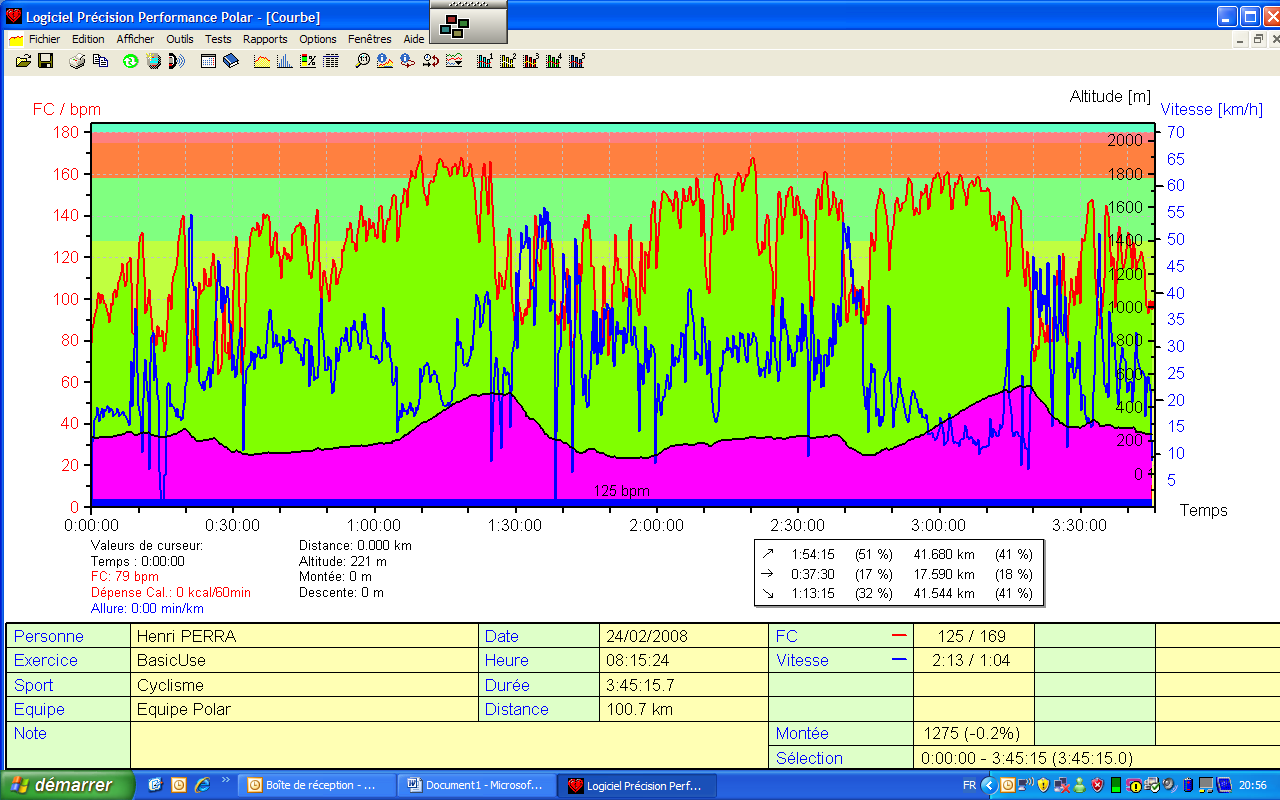 Logiciel Précision Performance Polar - [Courbe]
Fichier Edition Afficher Outils Tests Rapports Options Fenêtres Aide
FC / bpm
Altitude [m]
Vitesse [km/h]
180 160 140 120 100 80 60 40 20 0
2000 1800 1600 1400 1200 1000 800 600 400 200 0
70 65 60 55 50 45 40 35 30 25 20 15 10 5
125 bpm
0:00:00 0:30:00 1:00:00 1:30:00 2:00:00 2:30:00 3:00:00 3:30:00
Temps
Valeurs de curseur:
Temps : 0:00:00
FC: 79 bpm
Dépense Cal.: 0 kcal/60min
Allure: 0:00 min/km
Distance: 0.000 km
Altitude: 221 m
Montée: 0 m
Descente: 0 m
1:54:15 (51 %) 41.680 km (41 %)
0:37:30 (17 %) 17.590 km (18 %)
1:13:15 (32 %) 41.544 km (41 %)
Personne Henri PERRA Date 24/02/2008 FC 125 / 169
Exercice BasicUse Heure 08:15:24 Vitesse 2:13 / 1:04
Sport Cyclisme Durée 3:45:15.7
Equipe Equipe Polar Distance 100.7 km
Note Montée 1275 (-0.2%)
Sélection 0:00:00 - 3:45:15 (3:45:15.0)
démarrer Boîte de réception - ... Document1 - Microsof... Logiciel Précision Perf... FR 20:56